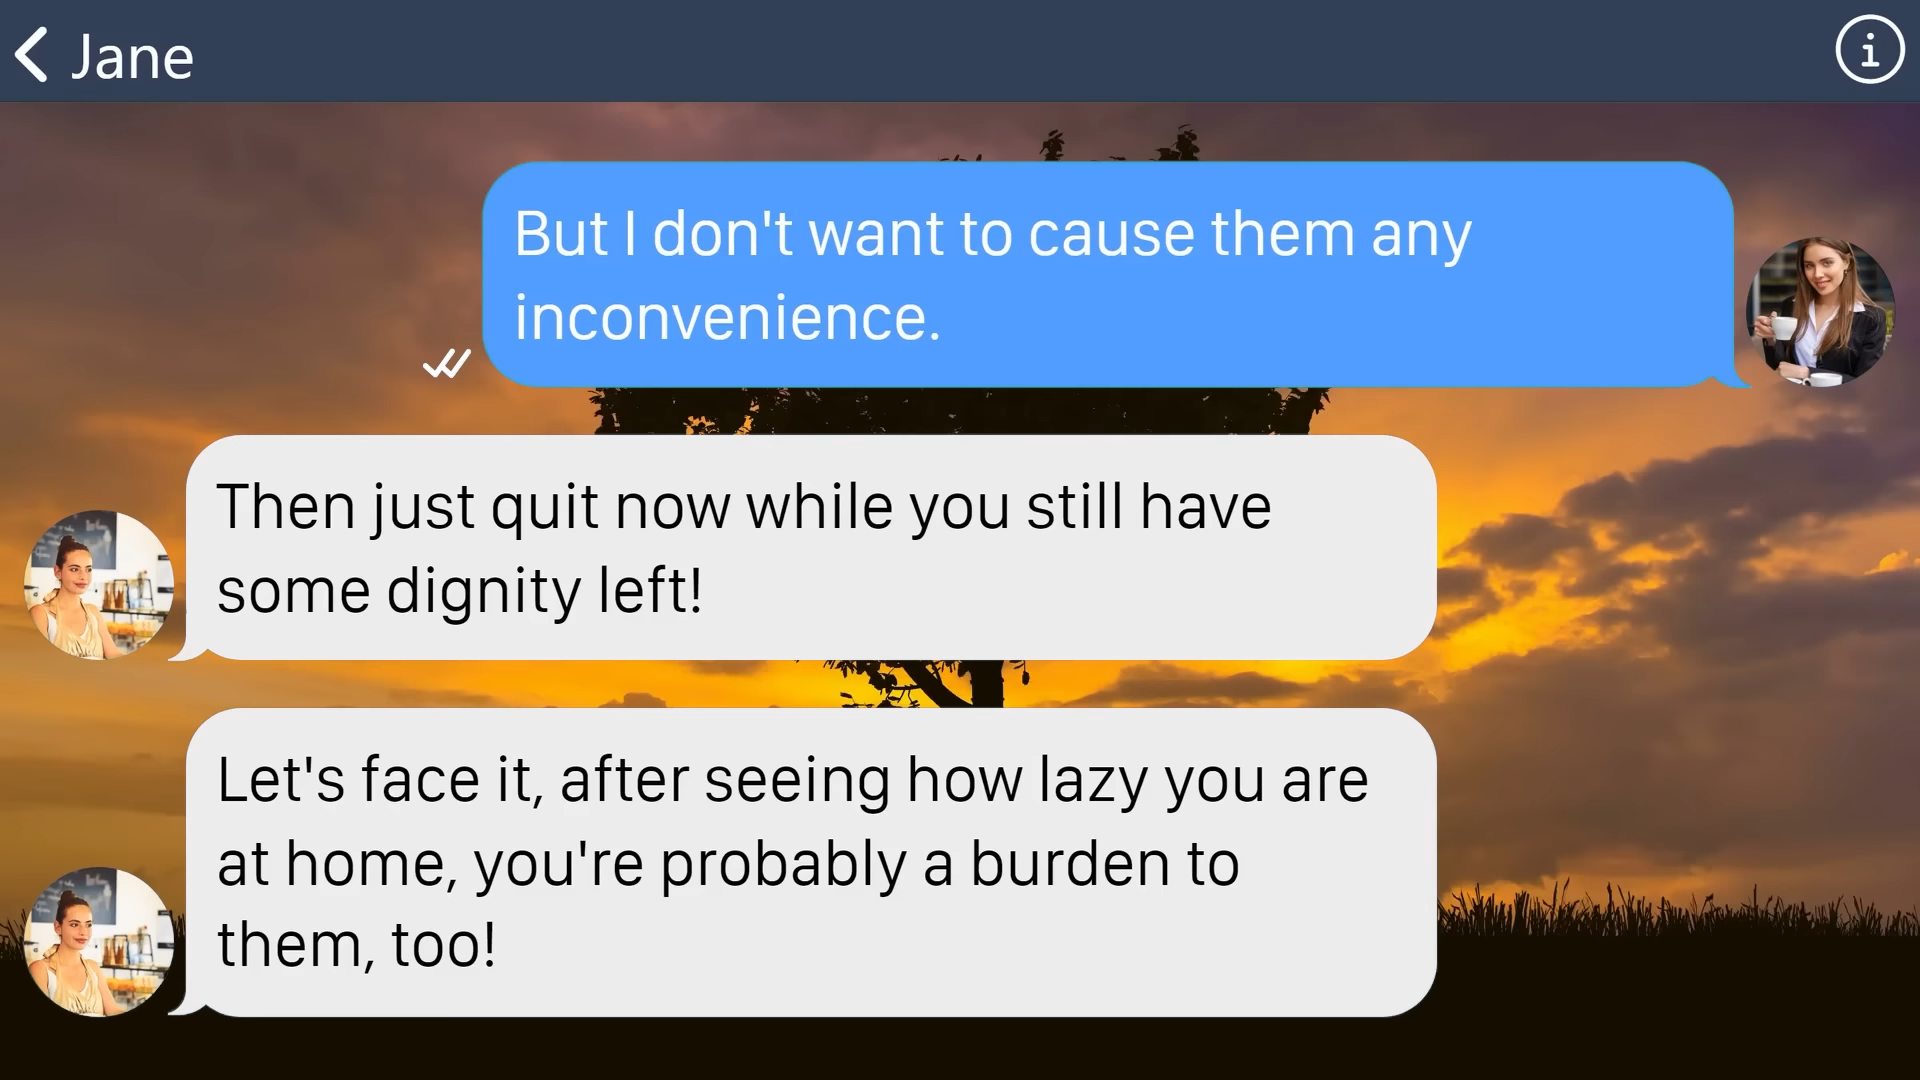 Jane
But I don't want to cause them any
inconvenience.
Then just quit now while you still have
some dignity left!
Let's face it, after seeing how lazy you are
at home, you're probably a burden to
them, too!